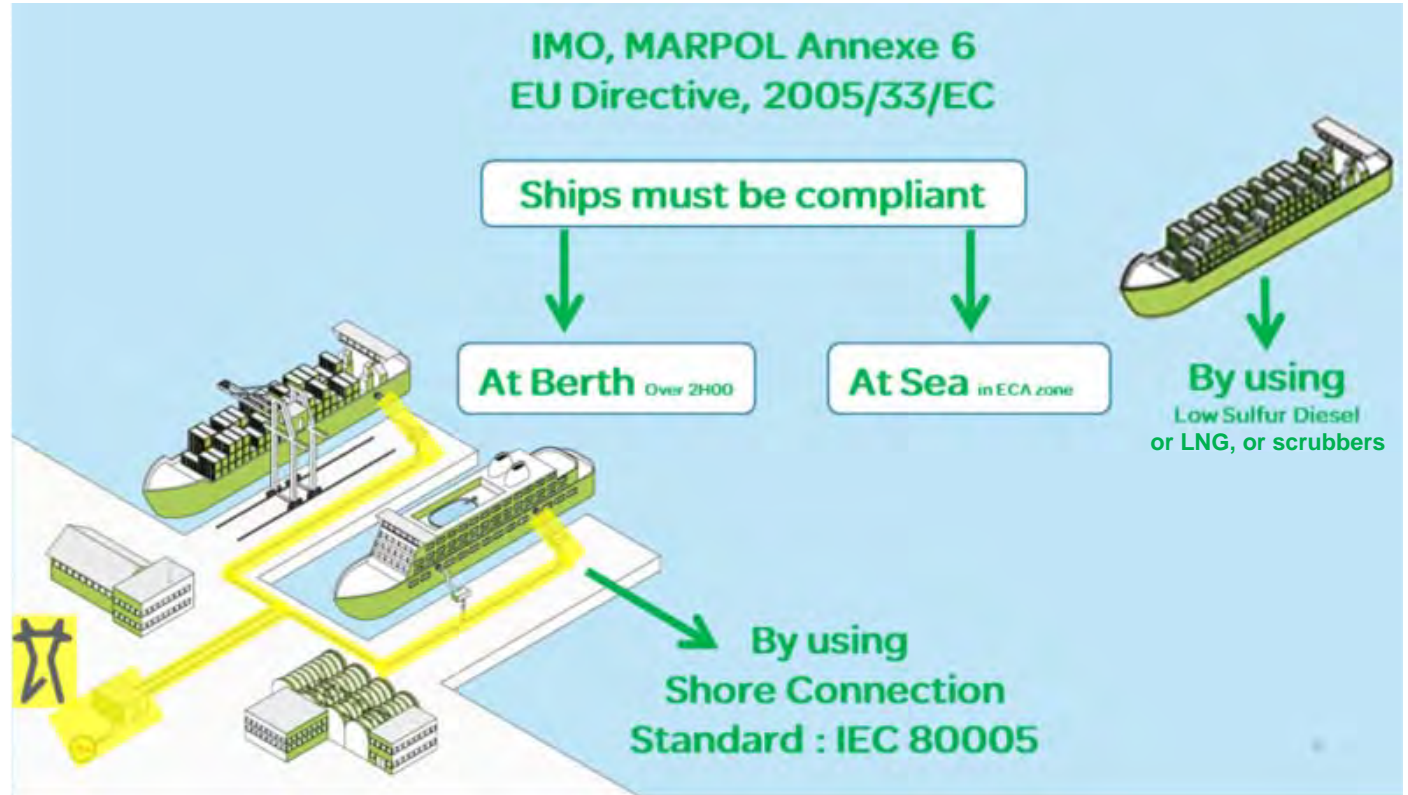 IMO, MARPOL Annexe 6
EU Directive, 2005/33/EC
Ships must be compliant
At Berth Over 2H00
At Sea in ECA zone
By using
Low Sulfur Diesel
or LNG, or scrubbers
By using
Shore Connection
Standard : IEC 80005